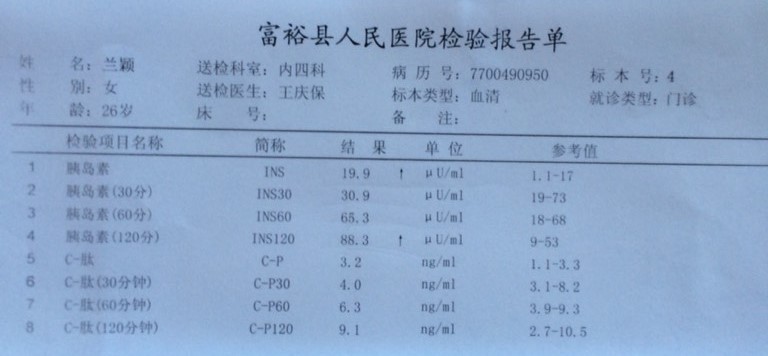 富裕县人民医院检验报告单
姓 名：兰颖 送检科室：内四科 病 历 号：7700490950 标 本 号：4
性 别：女 送检医生：王庆保 标本类型：血清 就诊类型：门诊
年 龄：26岁 床 号： 备 注：
检验项目名称 简称 结 果 单 位 参考值
1 胰岛素 INS 19.9 ↑ μU/ml 1.1-17
2 胰岛素(30分) INS30 30.9 μU/ml 19-73
3 胰岛素(60分) INS60 65.3 μU/ml 18-68
4 胰岛素(120分) INS120 88.3 ↑ μU/ml 9-53
5 C-肽 C-P 3.2 ng/ml 1.1-3.3
6 C-肽(30分钟) C-P30 4.0 ng/ml 3.1-8.2
7 C-肽(60分钟) C-P60 6.3 ng/ml 3.9-9.3
8 C-肽(120分钟) C-P120 9.1 ng/ml 2.7-10.5